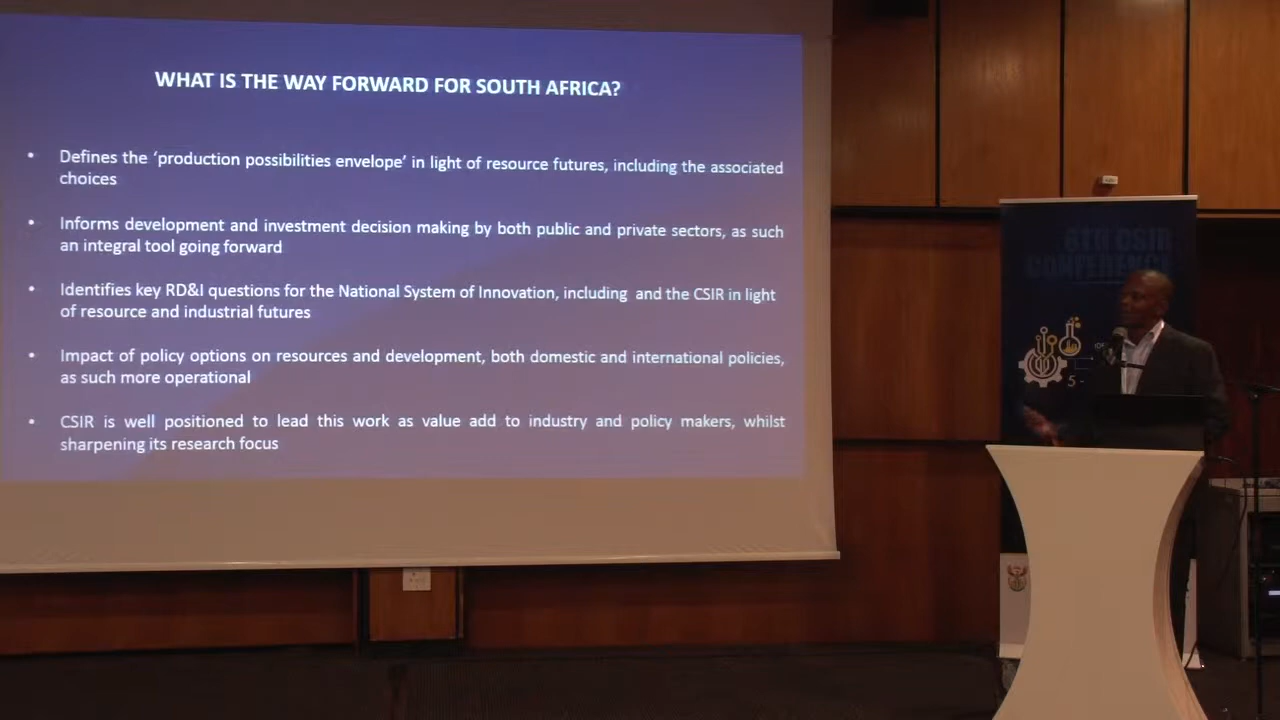 WHAT IS THE WAY FORWARD FOR SOUTH AFRICA?
• Defines the ‘production possibilities envelope’ in light of resource futures, including the associated
choices
• Informs development and investment decision making by both public and private sectors, as such
an integral tool going forward
• Identifies key RD&I questions for the National System of Innovation, including  and the CSIR in light
of resource and industrial futures
• Impact of policy options on resources and development, both domestic and international policies,
as such more operational
• CSIR is well positioned to lead this work as value add to industry and policy makers, whilst
sharpening its research focus
6TH CSIR
CONFERENCE
5 -